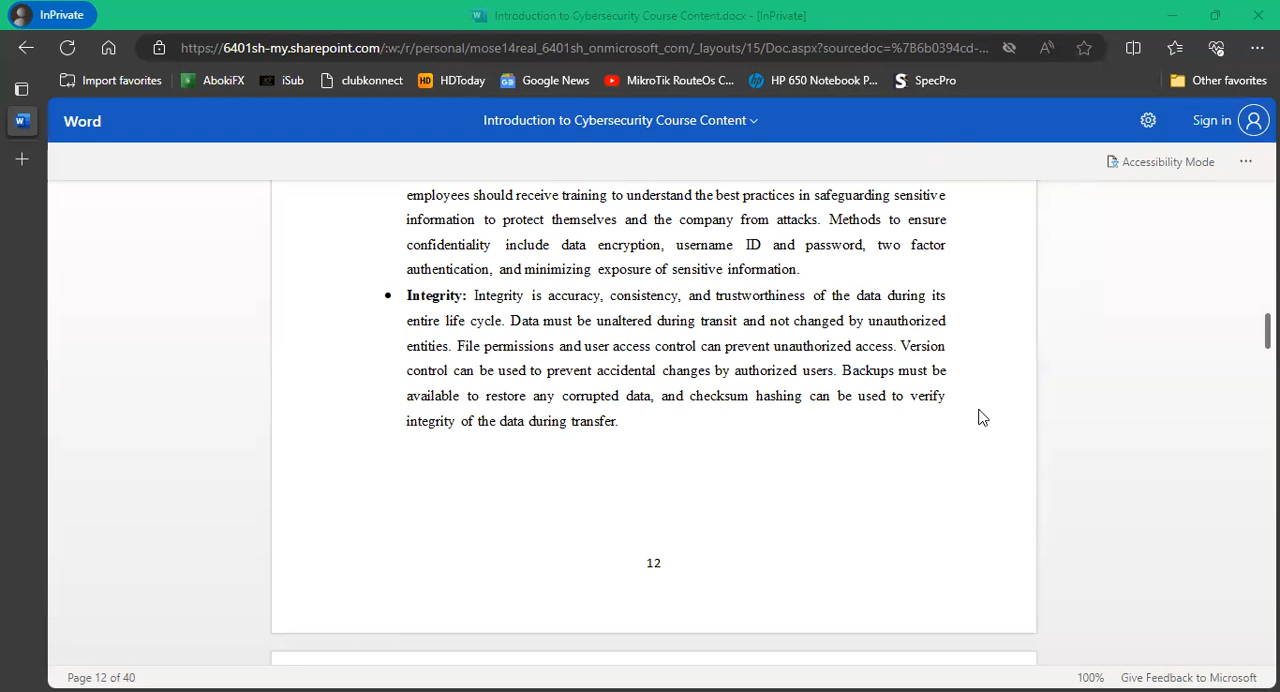 InPrivate
Introduction to Cybersecurity Course Content.docx - [InPrivate]
https://6401sh-my.sharepoint.com/:w:/r/personal/mose14real_6401sh_onmicrosoft_com/_layouts/15/Doc.aspx?sourcedoc=%7B6b0394cd-...
Import favorites AbokiFX iSub clubkonnect HDToday Google News MikroTik RouteOs C... HP 650 Notebook P... SpecPro Other favorites
Word Introduction to Cybersecurity Course Content Sign in
Accessibility Mode ...
employees should receive training to understand the best practices in safeguarding sensitive
information to protect themselves and the company from attacks. Methods to ensure
confidentiality include data encryption, username ID and password, two factor
authentication, and minimizing exposure of sensitive information.
• Integrity: Integrity is accuracy, consistency, and trustworthiness of the data during its
entire life cycle. Data must be unaltered during transit and not changed by unauthorized
entities. File permissions and user access control can prevent unauthorized access. Version
control can be used to prevent accidental changes by authorized users. Backups must be
available to restore any corrupted data, and checksum hashing can be used to verify
integrity of the data during transfer.
12
Page 12 of 40 100% Give Feedback to Microsoft